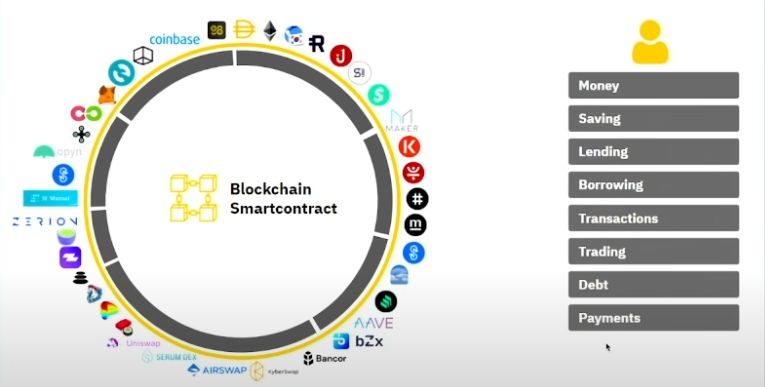 coinbase
MAKER
opyn
ZERION
Uniswap
SERUM DEX
AIRSWAP
KyberSwap
Bancor
bZx
AAVE
Blockchain
Smartcontract
Money
Saving
Lending
Borrowing
Transactions
Trading
Debt
Payments